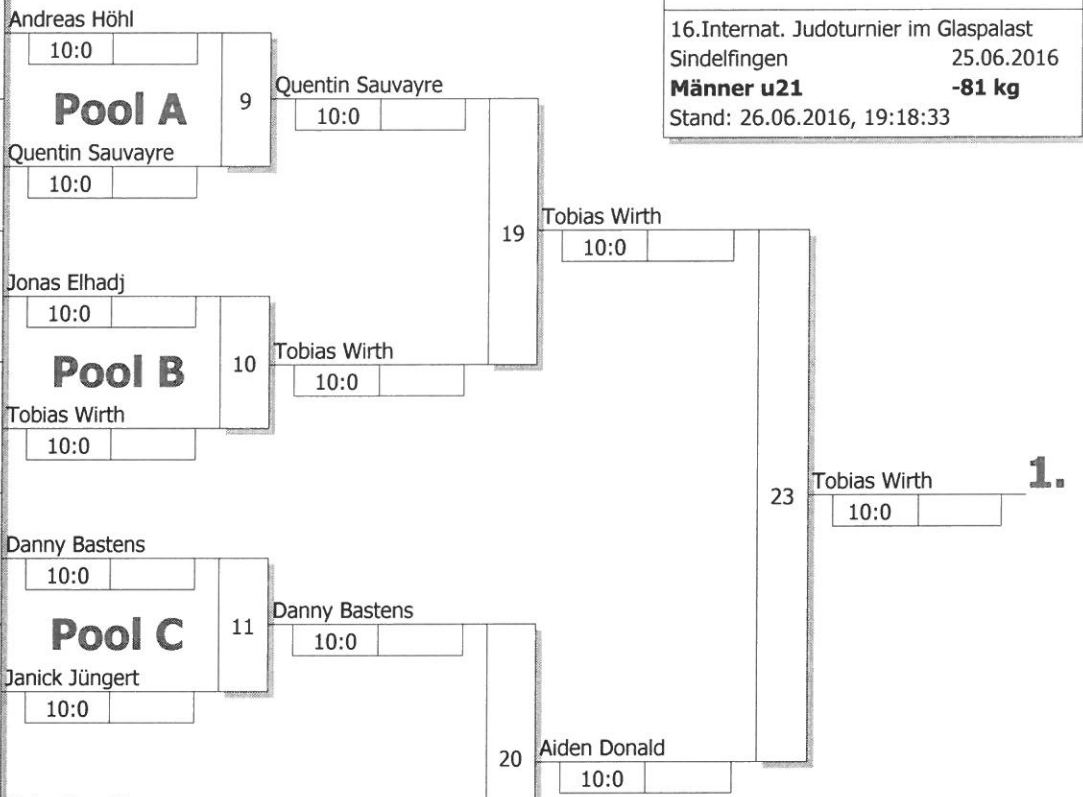 16.Internat. Judoturnier im Glaspalast
Sindelfingen 25.06.2016
Männer u21 -81 kg
Stand: 26.06.2016, 19:18:33
Andreas Höhl
10:0
Pool A
9
Quentin Sauvayre
10:0
Quentin Sauvayre
10:0
19
Tobias Wirth
10:0
Jonas Elhadj
10:0
Pool B
10
Tobias Wirth
10:0
Tobias Wirth
10:0
23
Tobias Wirth
1.
10:0
Danny Bastens
10:0
Pool C
11
Danny Bastens
10:0
Janick Jüngert
10:0
20
Aiden Donald
10:0